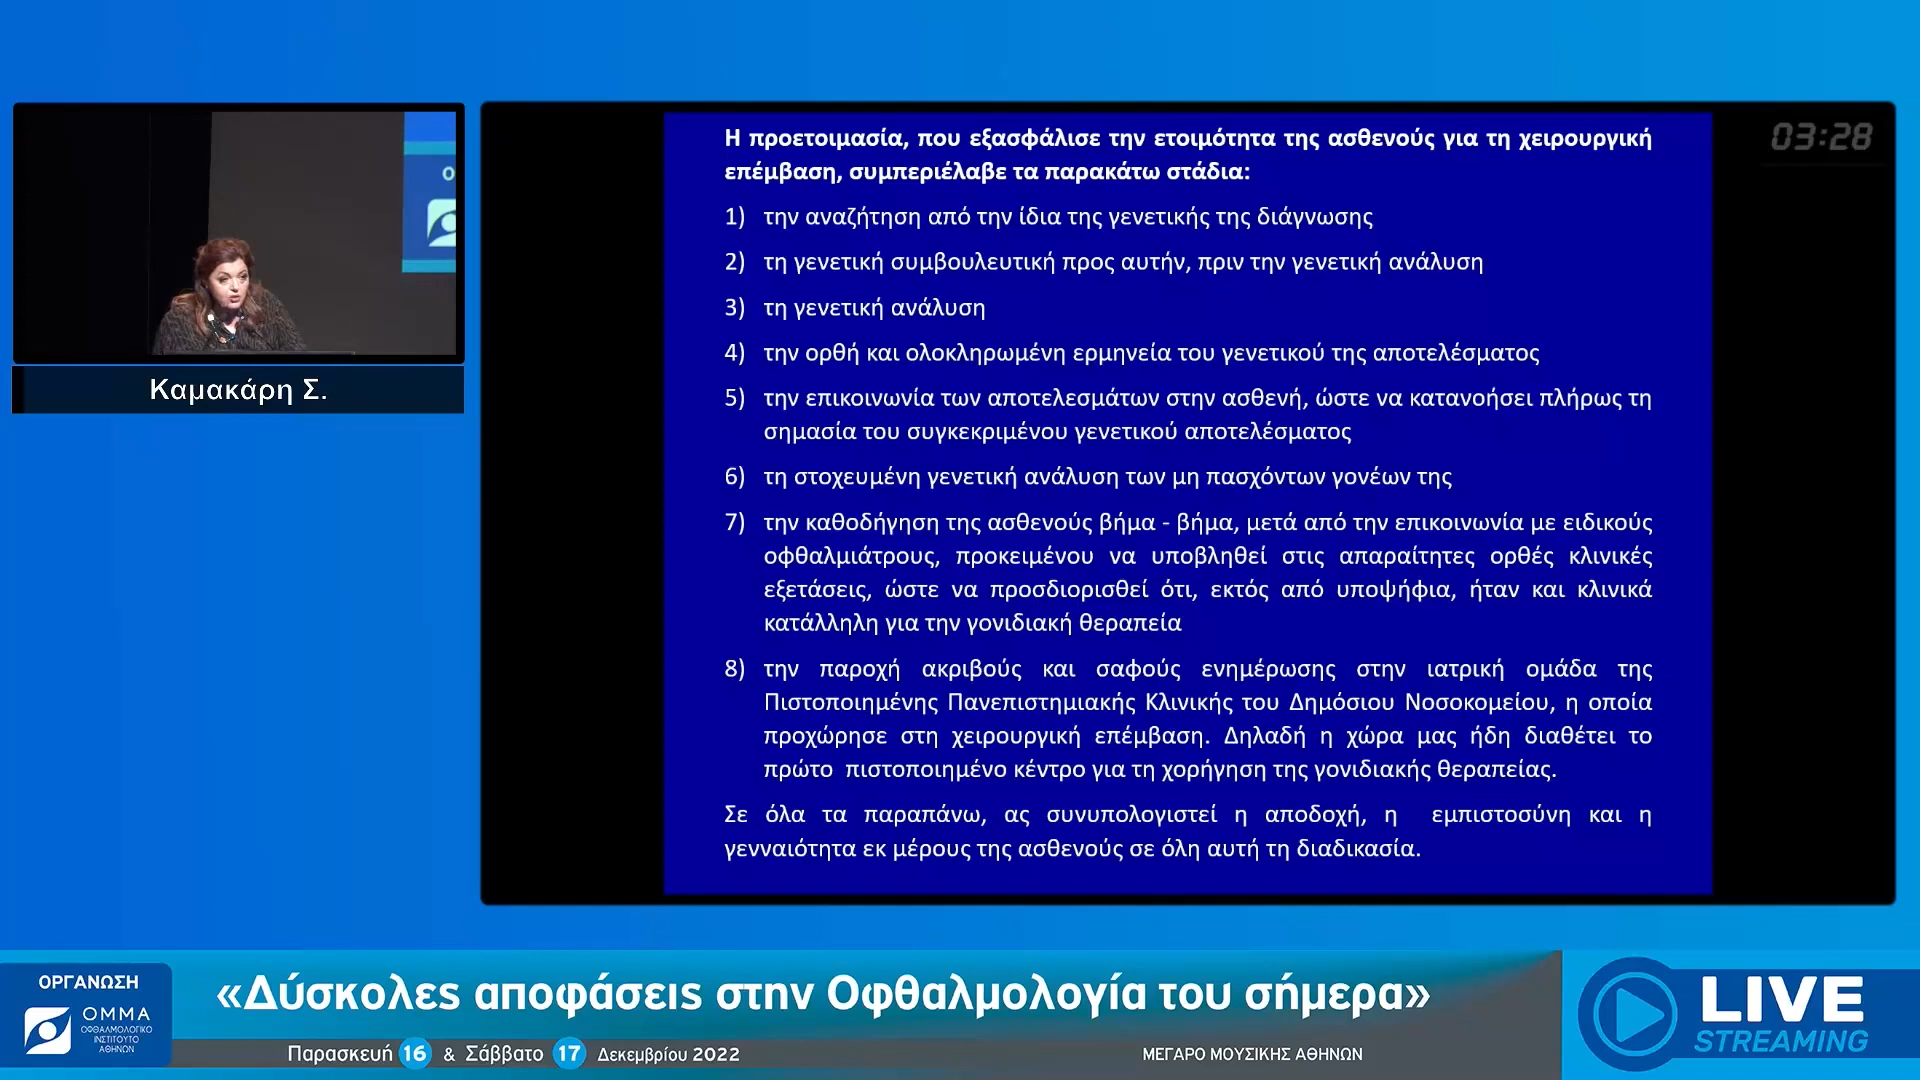 Η προετοιμασία, που εξασφάλισε την ετοιμότητα της ασθενούς για τη χειρουργική
επέμβαση, συμπεριέλαβε τα παρακάτω στάδια:
1) την αναζήτηση από την ίδια της γενετικής της διάγνωσης
2) τη γενετική συμβουλευτική προς αυτήν, πριν την γενετική ανάλυση
3) τη γενετική ανάλυση
4) την ορθή και ολοκληρωμένη ερμηνεία του γενετικού της αποτελέσματος
5) την επικοινωνία των αποτελεσμάτων στην ασθενή, ώστε να κατανοήσει πλήρως τη
σημασία του συγκεκριμένου γενετικού αποτελέσματος
6) τη στοχευμένη γενετική ανάλυση των μη πασχόντων γονέων της
7) την καθοδήγηση της ασθενούς βήμα - βήμα, μετά από την επικοινωνία με ειδικούς
οφθαλμιάτρους, προκειμένου να υποβληθεί στις απαραίτητες ορθές κλινικές
εξετάσεις, ώστε να προσδιορισθεί ότι, εκτός από υποψήφια, ήταν και κλινικά
κατάλληλη για την γονιδιακή θεραπεία
8) την παροχή ακριβούς και σαφούς ενημέρωσης στην ιατρική ομάδα της
Πιστοποιημένης Πανεπιστημιακής Κλινικής του Δημόσιου Νοσοκομείου, η οποία
προχώρησε στη χειρουργική επέμβαση. Δηλαδή η χώρα μας ήδη διαθέτει το
πρώτο πιστοποιημένο κέντρο για τη χορήγηση της γονιδιακής θεραπείας.
Σε όλα τα παραπάνω, ας συνυπολογιστεί η αποδοχή, η εμπιστοσύνη και η
γενναιότητα εκ μέρους της ασθενούς σε όλη αυτή τη διαδικασία.
03:28
Ο
Καμακάρη Σ.
ΟΡΓΑΝΩΣΗ
ΟΜΜΑ
ΟΦΘΑΛΜΟΛΟΓΙΚΟ
ΙΝΣΤΙΤΟΥΤΟ
ΑΘΗΝΩΝ
«Δύσκολες αποφάσεις στην Οφθαλμολογία του σήμερα»
Παρασκευή 16 & Σάββατο 17 Δεκεμβρίου 2022
ΜΕΓΑΡΟ ΜΟΥΣΙΚΗΣ ΑΘΗΝΩΝ
LIVE
STREAMING